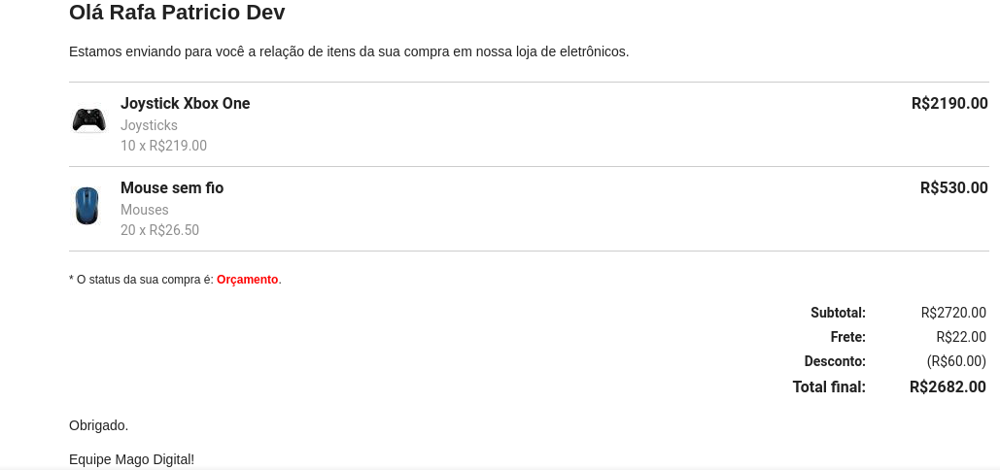 Olá Rafa Patricio Dev
Estamos enviando para você a relação de itens da sua compra em nossa loja de eletrônicos.
Joystick Xbox One R$2190.00
Joysticks
10 x R$219.00
Mouse sem fio R$530.00
Mouses
20 x R$26.50
* O status da sua compra é: Orçamento.
Subtotal: R$2720.00
Frete: R$22.00
Desconto: (R$60.00)
Total final: R$2682.00
Obrigado.
Equipe Mago Digital!